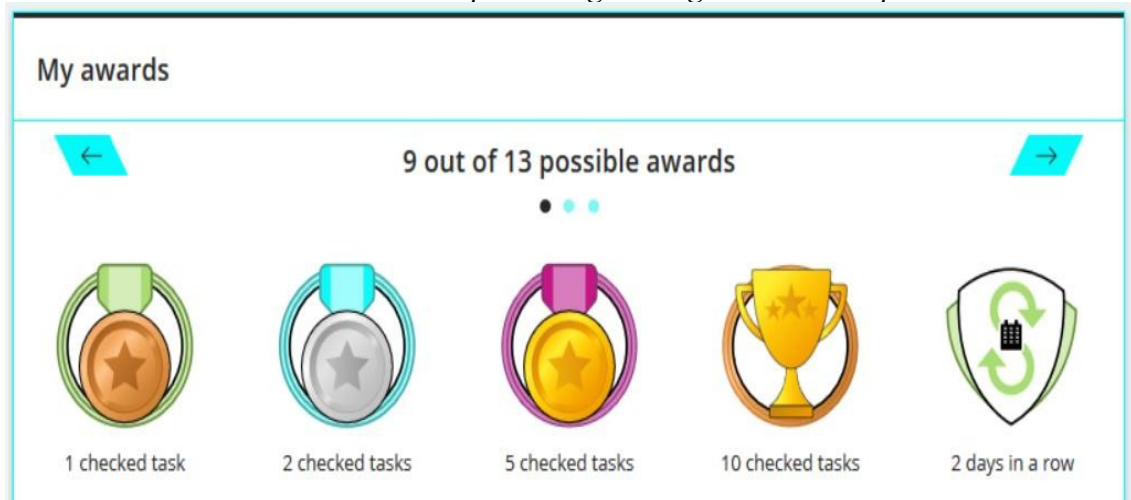 My awards
9 out of 13 possible awards
1 checked task
2 checked tasks
5 checked tasks
10 checked tasks
2 days in a row